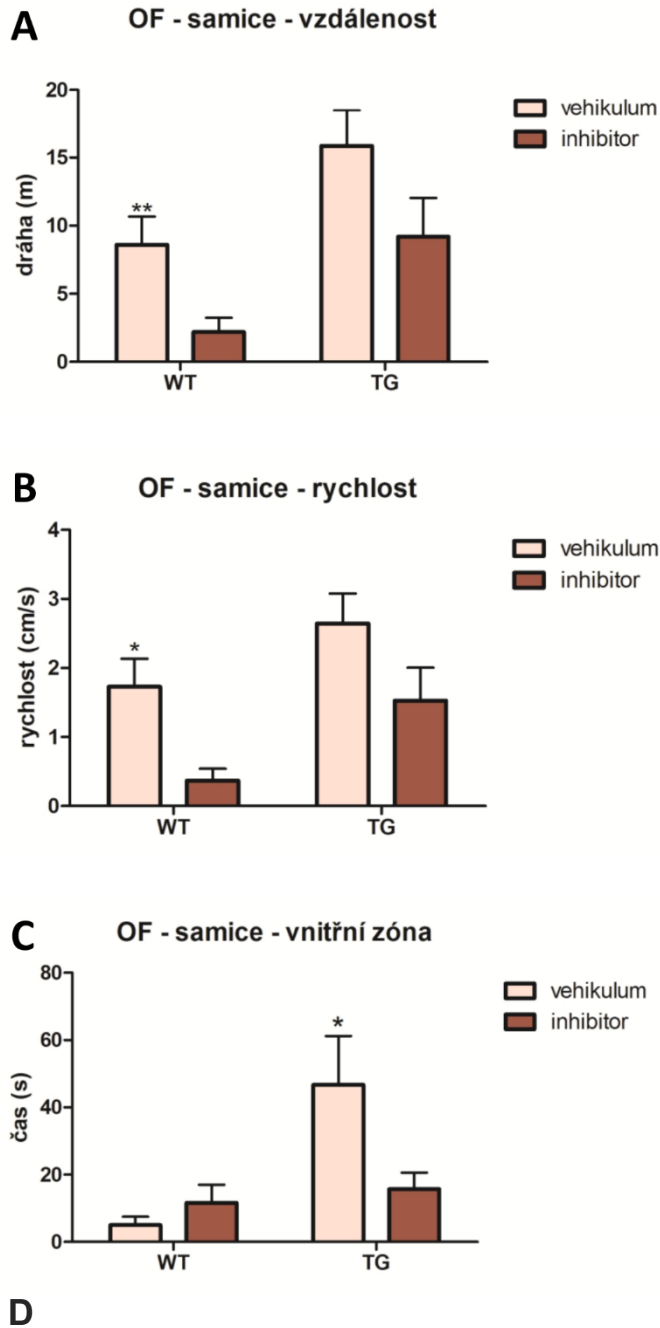 A
OF - samice - vzdálenost
20
15
10
5
0
dráha (m)
**
WT
TG
vehikulum
inhibitor
B
OF - samice - rychlost
4
3
2
1
0
rychlost (cm/s)
*
WT
TG
vehikulum
inhibitor
C
OF - samice - vnitřní zóna
80
60
40
20
0
čas (s)
*
WT
TG
vehikulum
inhibitor
D